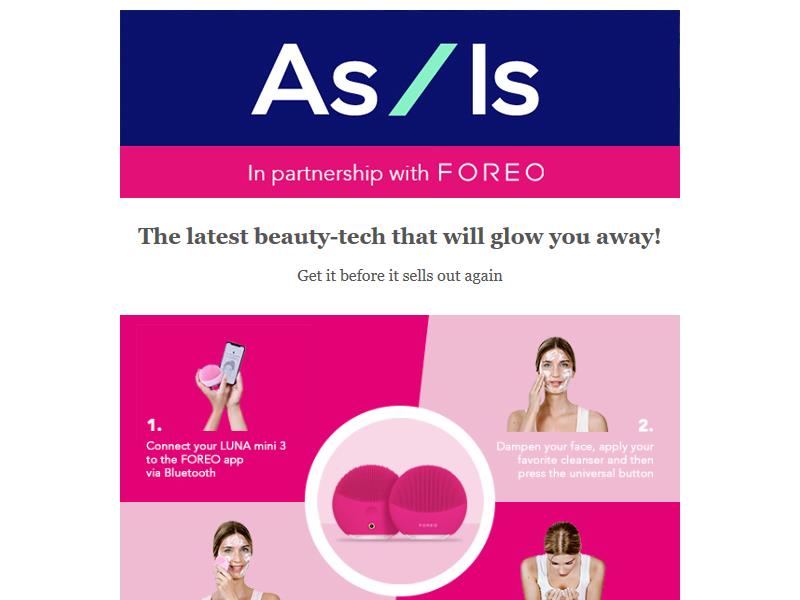 As/Is
In partnership with FOREO
The latest beauty-tech that will glow you away!
Get it before it sells out again
1.
Connect your LUNA mini 3
to the FOREO app
via Bluetooth
2.
Dampen your face, apply your
favorite cleanser and then
press the universal button
FOREO